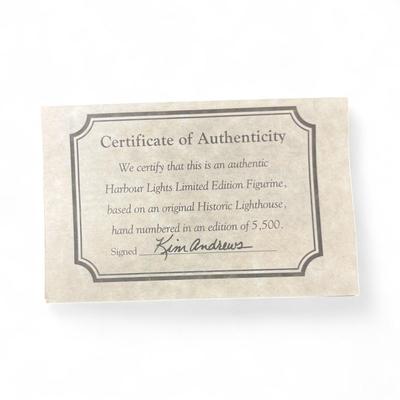 Certificate of Authenticity
We certify that this is an authentic
Harbour Lights Limited Edition Figurine,
based on an original Historic Lighthouse,
hand numbered in an edition of 5,500.
Signed Kim Andrews